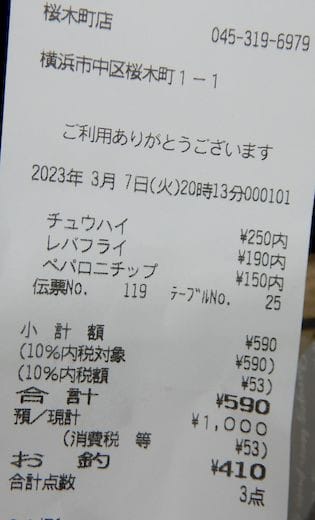 桜木町店
045-319-6979
横浜市中区桜木町1-1
ご利用ありがとうございます
2023年 3月 7日(火)20時13分000101
チュウハイ ¥250内
レバフライ ¥190内
ペパロニチップ ¥150内
伝票No. 119 テーブルNo. 25
小計額 ¥590
(10%内税対象 ¥590)
(10%内税額 ¥53)
合計 ¥590
預/現計 ¥1,000
(消費税 等 ¥53)
お釣 ¥410
合計点数 3点